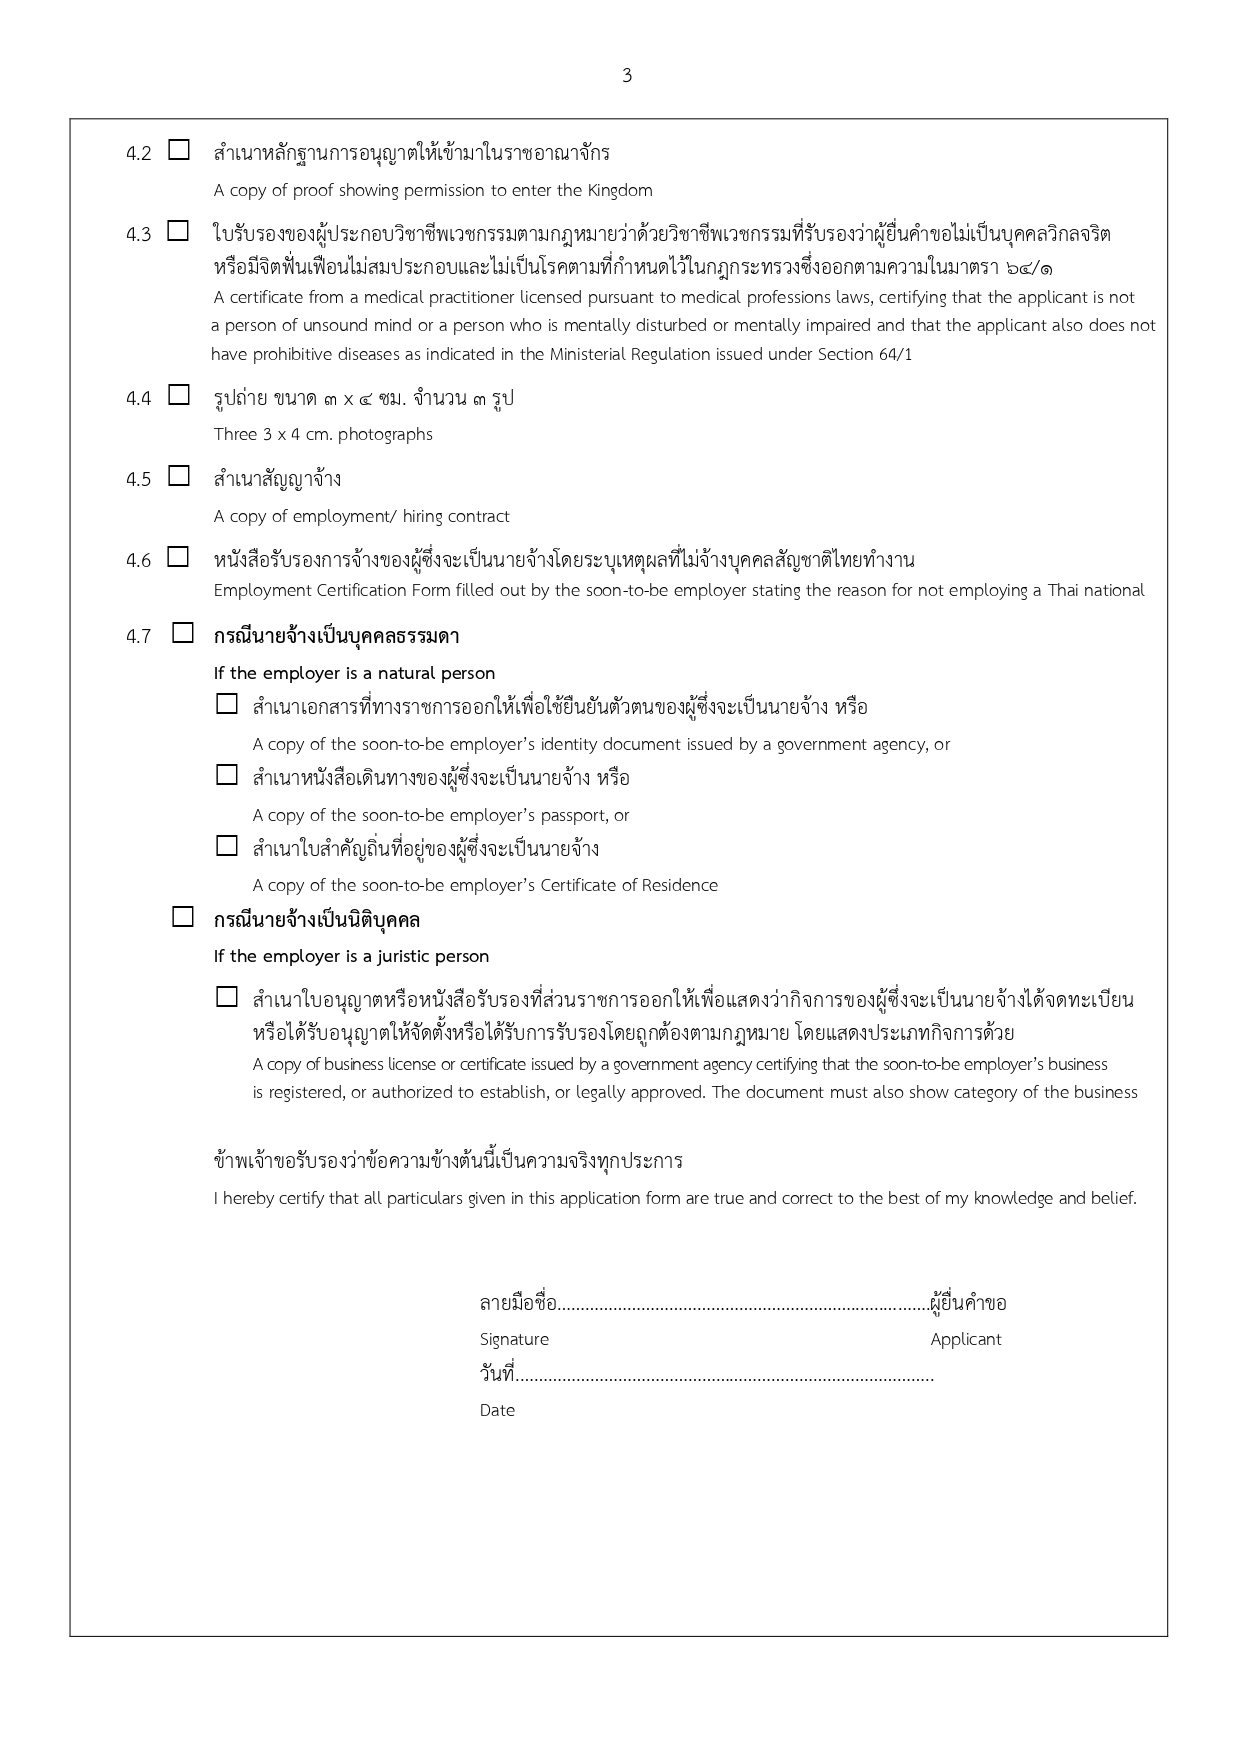 3
4.2 ☐ สำเนาหลักฐานการอนุญาตให้เข้ามาในราชอาณาจักร
A copy of proof showing permission to enter the Kingdom
4.3 ☐ ใบรับรองของผู้ประกอบวิชาชีพเวชกรรมตามกฎหมายว่าด้วยวิชาชีพเวชกรรมที่รับรองว่าผู้ยื่นคำขอไม่เป็นบุคคลวิกลจริต
หรือมีจิตฟั่นเฟือนไม่สมประกอบและไม่เป็นโรคตามที่กำหนดไว้ในกฎกระทรวงซึ่งออกตามความในมาตรา ๖๔/๑
A certificate from a medical practitioner licensed pursuant to medical professions laws, certifying that the applicant is not
a person of unsound mind or a person who is mentally disturbed or mentally impaired and that the applicant also does not
have prohibitive diseases as indicated in the Ministerial Regulation issued under Section 64/1
4.4 ☐ รูปถ่าย ขนาด ๓ x ๔ ซม. จำนวน ๓ รูป
Three 3 x 4 cm. photographs
4.5 ☐ สำเนาสัญญาจ้าง
A copy of employment/ hiring contract
4.6 ☐ หนังสือรับรองการจ้างของผู้ซึ่งจะเป็นนายจ้างโดยระบุเหตุผลที่ไม่จ้างบุคคลสัญชาติไทยทำงาน
Employment Certification Form filled out by the soon-to-be employer stating the reason for not employing a Thai national
4.7 ☐ กรณีนายจ้างเป็นบุคคลธรรมดา
If the employer is a natural person
☐ สำเนาเอกสารที่ทางราชการออกให้เพื่อใช้ยืนยันตัวตนของผู้ซึ่งจะเป็นนายจ้าง หรือ
A copy of the soon-to-be employer’s identity document issued by a government agency, or
☐ สำเนาหนังสือเดินทางของผู้ซึ่งจะเป็นนายจ้าง หรือ
A copy of the soon-to-be employer’s passport, or
☐ สำเนาใบสำคัญถิ่นที่อยู่ของผู้ซึ่งจะเป็นนายจ้าง
A copy of the soon-to-be employer’s Certificate of Residence
☐ กรณีนายจ้างเป็นนิติบุคคล
If the employer is a juristic person
☐ สำเนาใบอนุญาตหรือหนังสือรับรองที่ส่วนราชการออกให้เพื่อแสดงว่ากิจการของผู้ซึ่งจะเป็นนายจ้างได้จดทะเบียน
หรือได้รับอนุญาตให้จัดตั้งหรือได้รับการรับรองโดยถูกต้องตามกฎหมาย โดยแสดงประเภทกิจการด้วย
A copy of business license or certificate issued by a government agency certifying that the soon-to-be employer’s business
is registered, or authorized to establish, or legally approved. The document must also show category of the business
ข้าพเจ้าขอรับรองว่าข้อความข้างต้นนี้เป็นความจริงทุกประการ
I hereby certify that all particulars given in this application form are true and correct to the best of my knowledge and belief.
ลายมือชื่อ................................................................................ผู้ยื่นคำขอ
Signature Applicant
วันที่..........................................................................................
Date